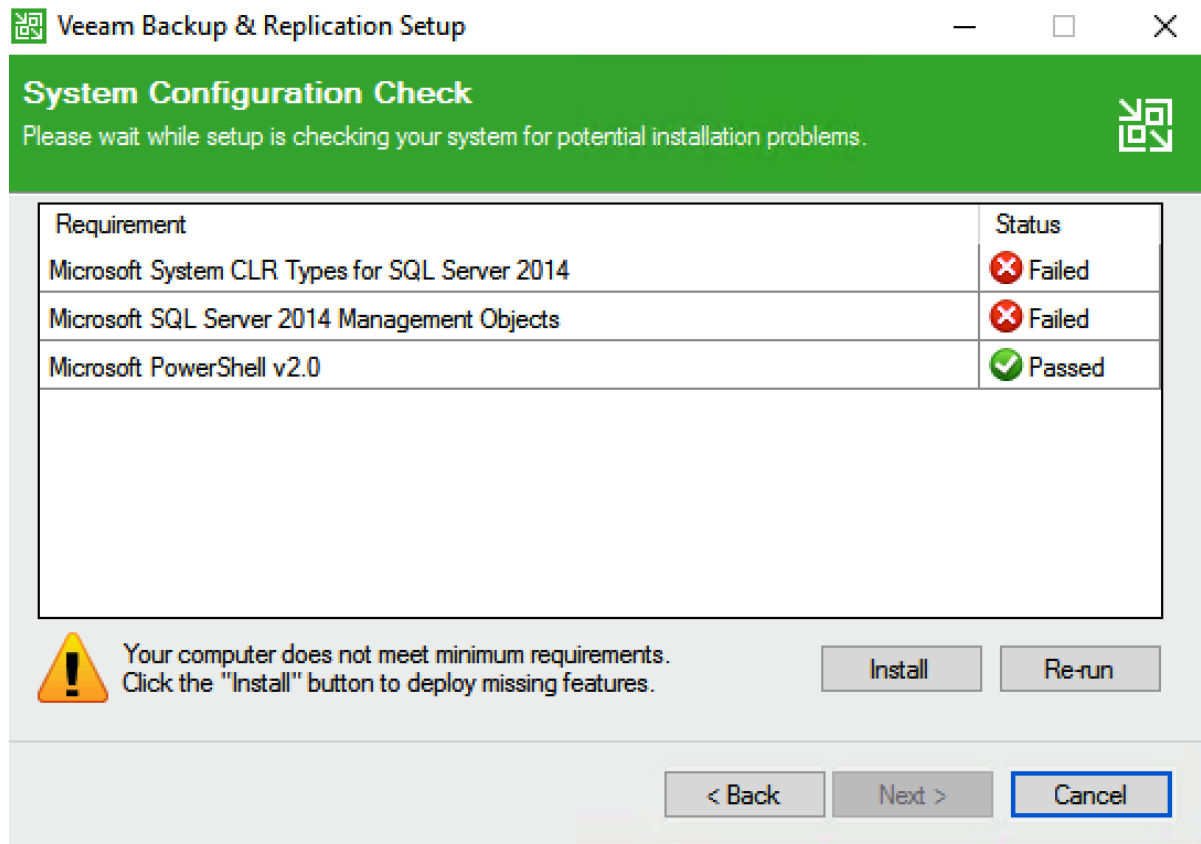 Veeam Backup & Replication Setup
System Configuration Check
Please wait while setup is checking your system for potential installation problems.
Requirement Status
Microsoft System CLR Types for SQL Server 2014 Failed
Microsoft SQL Server 2014 Management Objects Failed
Microsoft PowerShell v2.0 Passed
Your computer does not meet minimum requirements.
Click the "Install" button to deploy missing features.
Install Re-run
< Back Next > Cancel